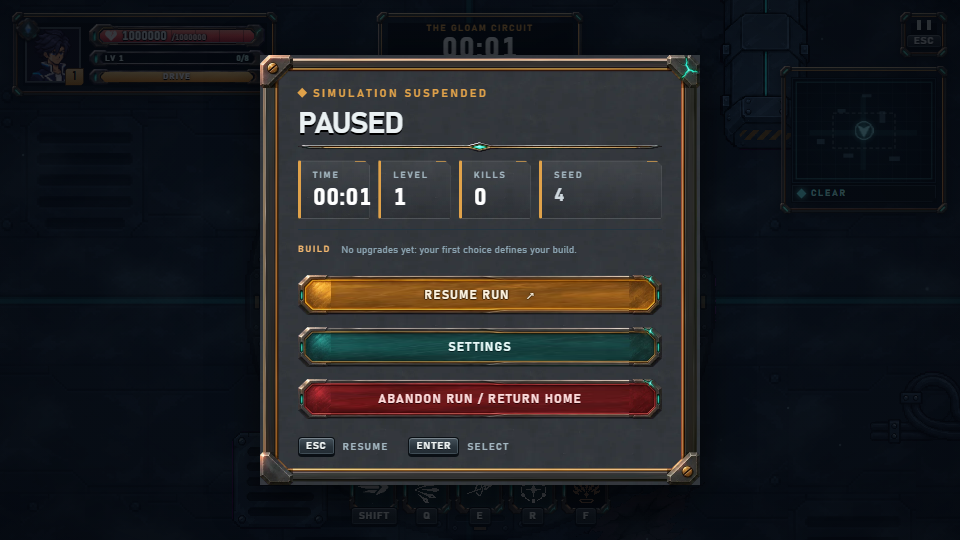 THE GLOAM CIRCUIT
1000000 /1000000
00:01
ESC
LV 1
0/8
1
DRIVE
SIMULATION SUSPENDED
PAUSED
TIME
00:01
LEVEL
1
KILLS
0
SEED
4
CLEAR
BUILD No upgrades yet: your first choice defines your build.
RESUME RUN ↗
SETTINGS
ABANDON RUN / RETURN HOME
ESC RESUME ENTER SELECT
SHIFT Q E R F